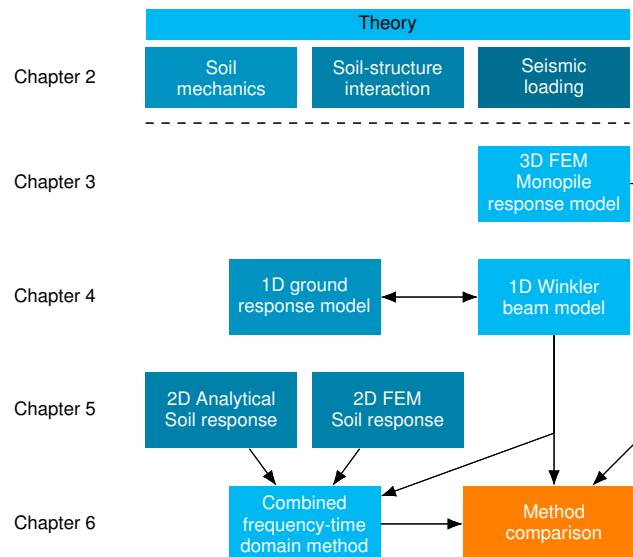 Theory
Chapter 2
Soil
mechanics
Soil-structure
interaction
Seismic
loading
Chapter 3
3D FEM
Monopile
response model
Chapter 4
1D ground
response model
1D Winkler
beam model
Chapter 5
2D Analytical
Soil response
2D FEM
Soil response
Chapter 6
Combined
frequency-time
domain method
Method
comparison